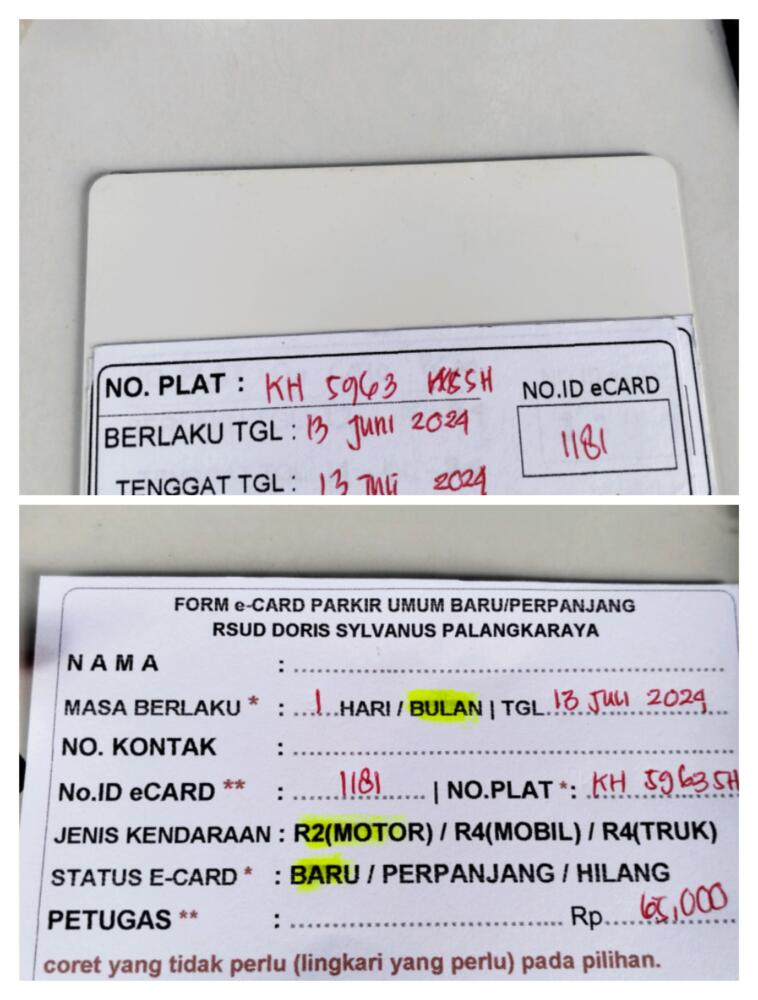 NO. PLAT : KH 5963 SH
NO.ID eCARD
BERLAKU TGL : 13 Juni 2024
1181
TENGGAT TGL : 13 Juli 2024
FORM e-CARD PARKIR UMUM BARU/PERPANJANG
RSUD DORIS SYLVANUS PALANGKARAYA
NAMA : ..........
MASA BERLAKU * : ...1...HARI / BULAN | TGL 13 Juli 2024
NO. KONTAK : ..........
No.ID eCARD ** : 1181 | NO.PLAT *: KH 5963 SH
JENIS KENDARAAN : R2(MOTOR) / R4(MOBIL) / R4(TRUK)
STATUS E-CARD * : BARU / PERPANJANG / HILANG
PETUGAS ** : .......... Rp... 65,000
coret yang tidak perlu (lingkari yang perlu) pada pilihan.